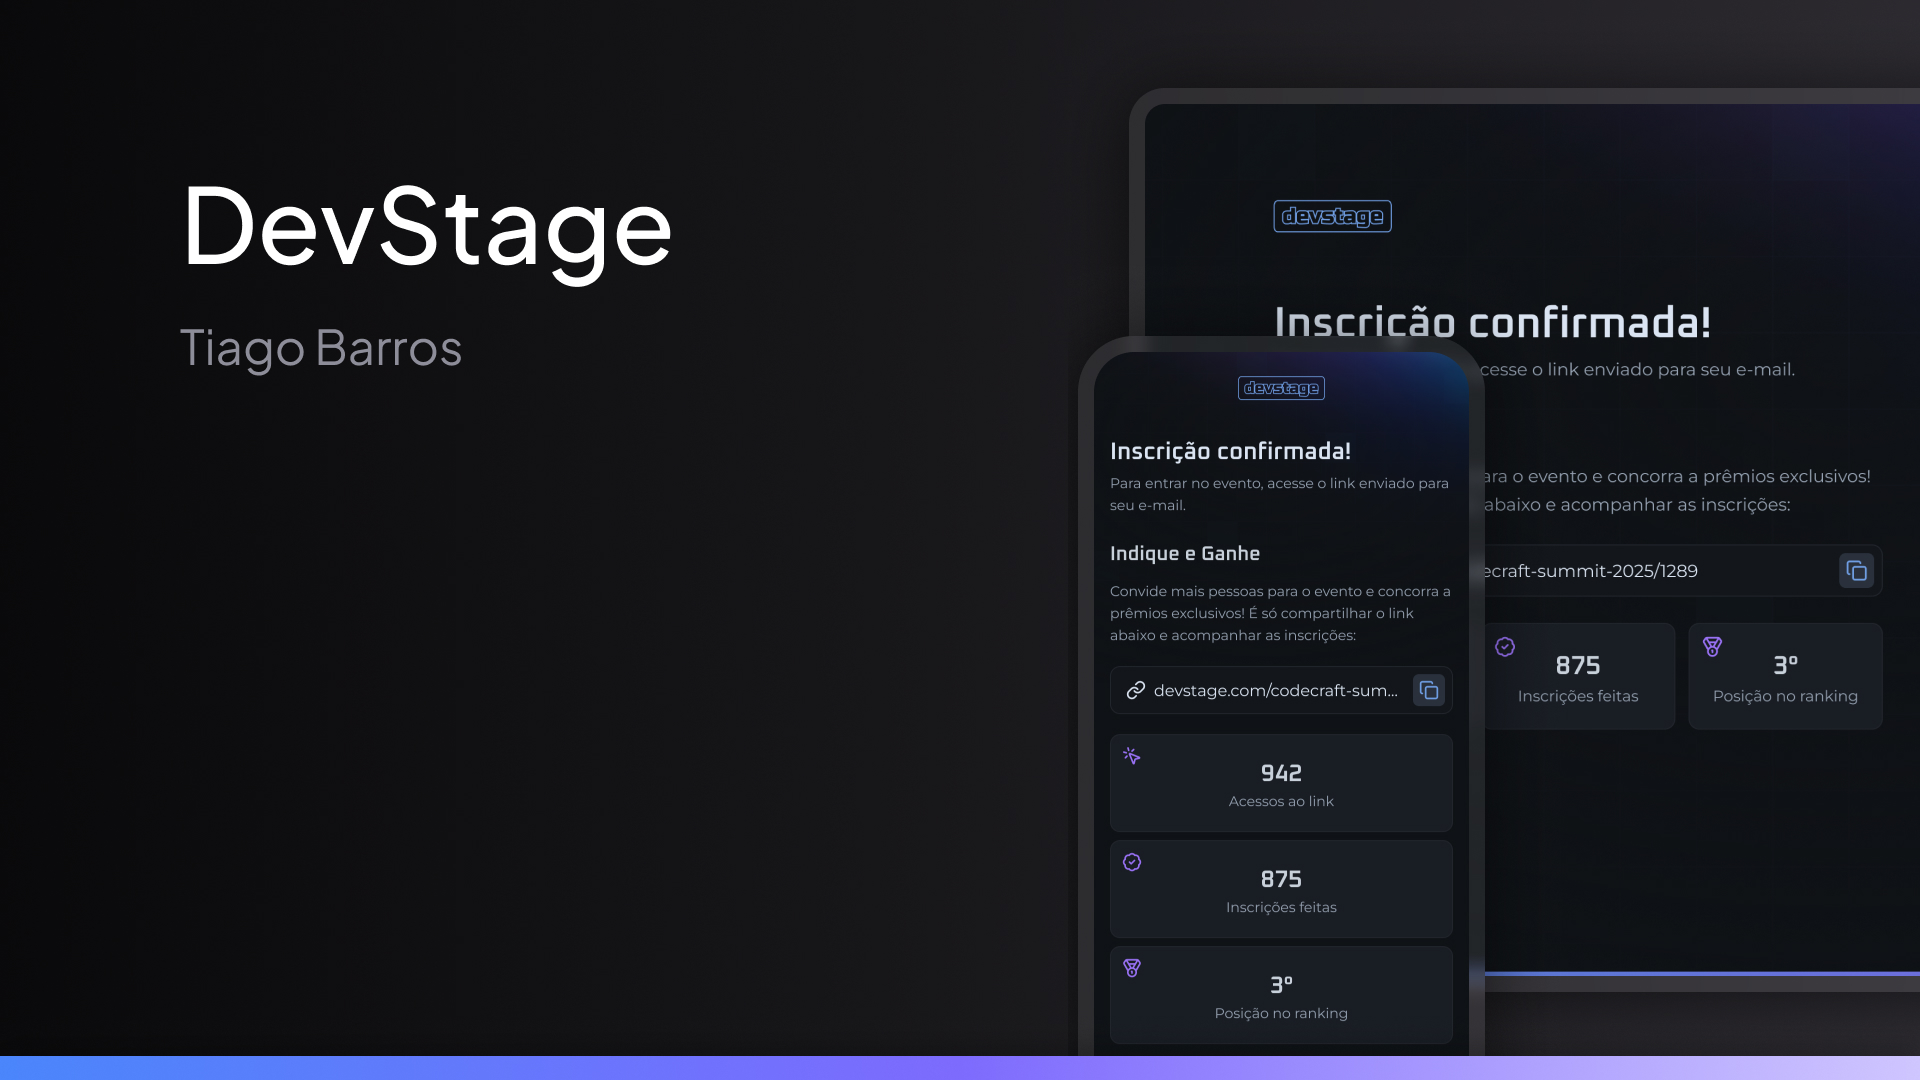 DevStage
Tiago Barros
devstage
Inscrição confirmada!
cesse o link enviado para seu e-mail.
ara o evento e concorra a prêmios exclusivos!
abaixo e acompanhar as inscrições:
ecraft-summit-2025/1289
875
Inscrições feitas
3º
Posição no ranking
devstage
Inscrição confirmada!
Para entrar no evento, acesse o link enviado para
seu e-mail.
Indique e Ganhe
Convide mais pessoas para o evento e concorra a
prêmios exclusivos! É só compartilhar o link
abaixo e acompanhar as inscrições:
devstage.com/codecraft-sum...
942
Acessos ao link
875
Inscrições feitas
3º
Posição no ranking